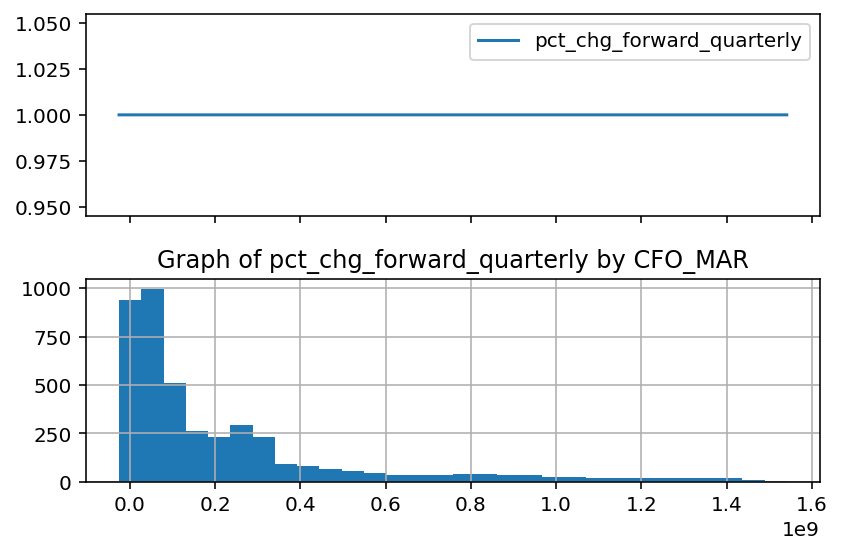 1.050
1.025
1.000
0.975
0.950
pct_chg_forward_quarterly
Graph of pct_chg_forward_quarterly by CFO_MAR
1000
750
500
250
0
0.0 0.2 0.4 0.6 0.8 1.0 1.2 1.4 1.6
1e9